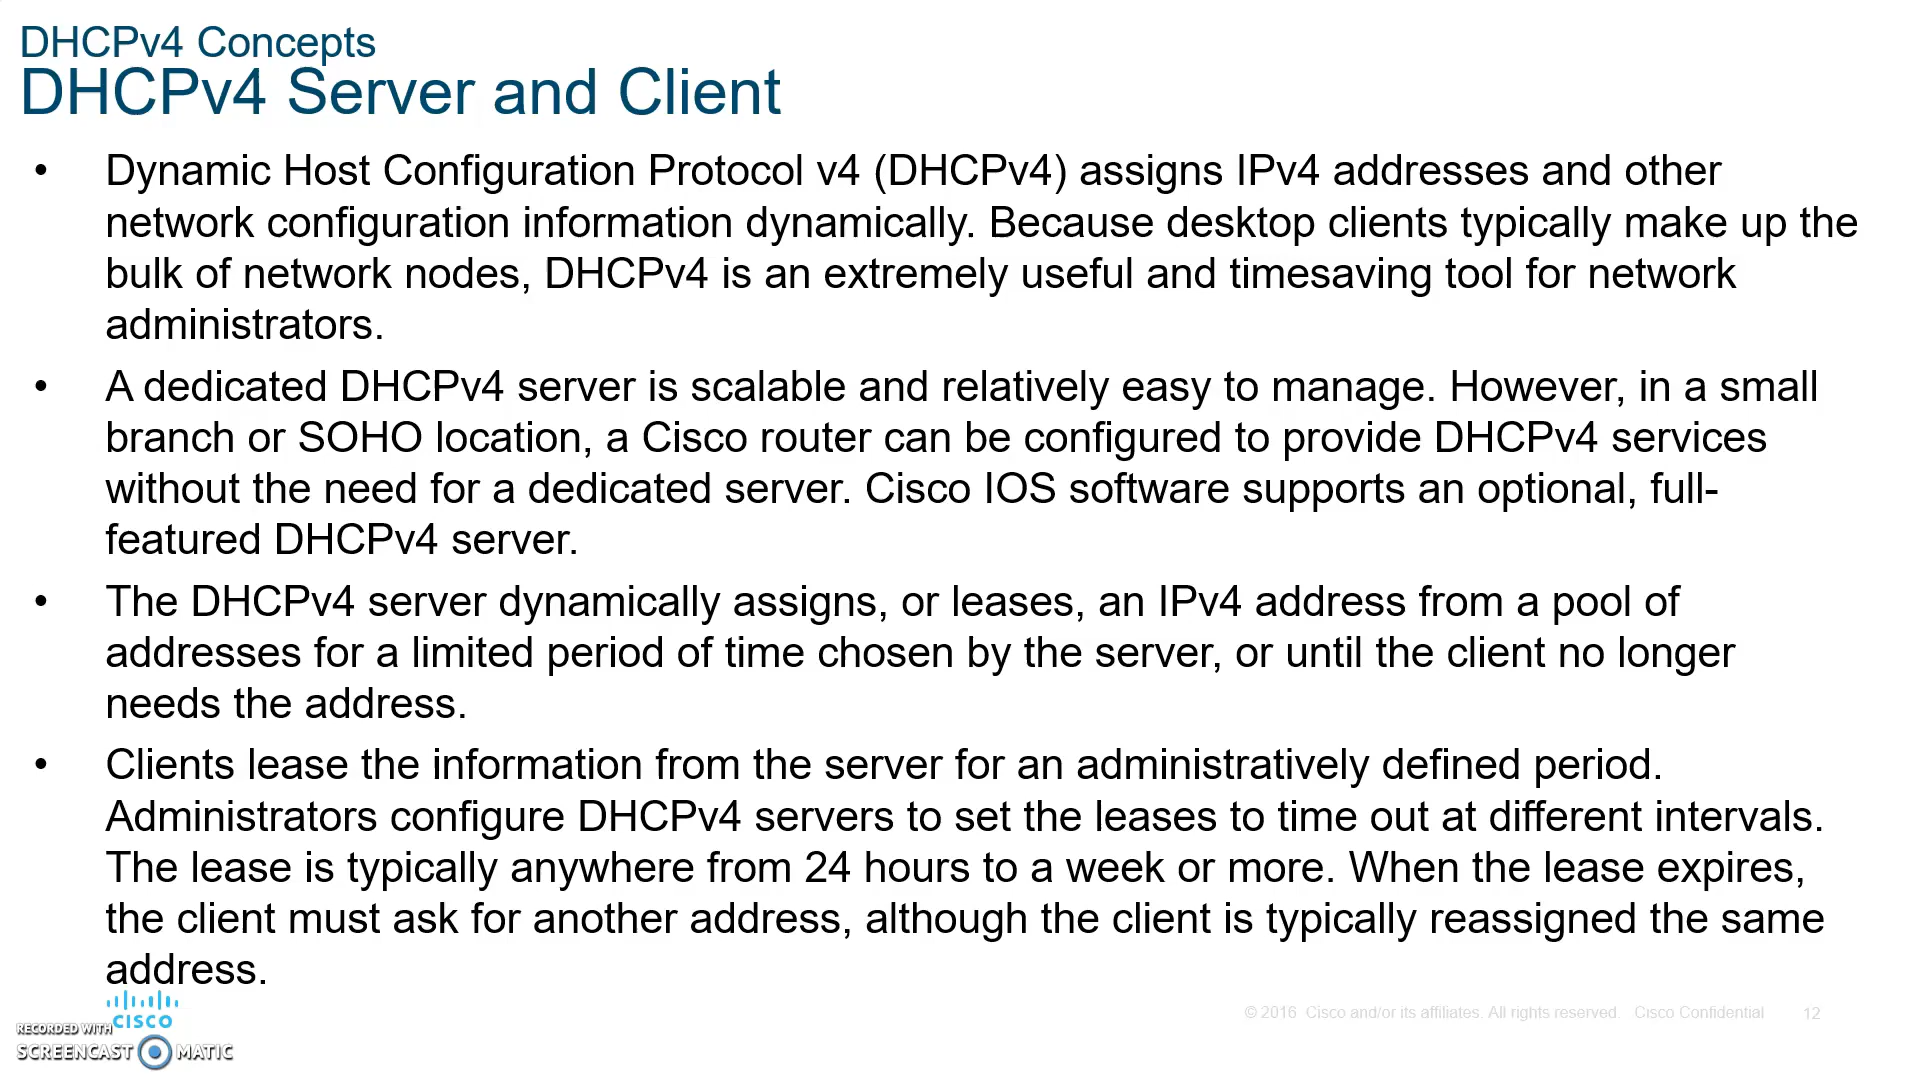 DHCPv4 Concepts
DHCPv4 Server and Client
• Dynamic Host Configuration Protocol v4 (DHCPv4) assigns IPv4 addresses and other
network configuration information dynamically. Because desktop clients typically make up the
bulk of network nodes, DHCPv4 is an extremely useful and timesaving tool for network
administrators.
• A dedicated DHCPv4 server is scalable and relatively easy to manage. However, in a small
branch or SOHO location, a Cisco router can be configured to provide DHCPv4 services
without the need for a dedicated server. Cisco IOS software supports an optional, full-
featured DHCPv4 server.
• The DHCPv4 server dynamically assigns, or leases, an IPv4 address from a pool of
addresses for a limited period of time chosen by the server, or until the client no longer
needs the address.
• Clients lease the information from the server for an administratively defined period.
Administrators configure DHCPv4 servers to set the leases to time out at different intervals.
The lease is typically anywhere from 24 hours to a week or more. When the lease expires,
the client must ask for another address, although the client is typically reassigned the same
address.
CISCO
© 2016 Cisco and/or its affiliates. All rights reserved. Cisco Confidential 12
RECORDED WITH
SCREENCAST MATIC